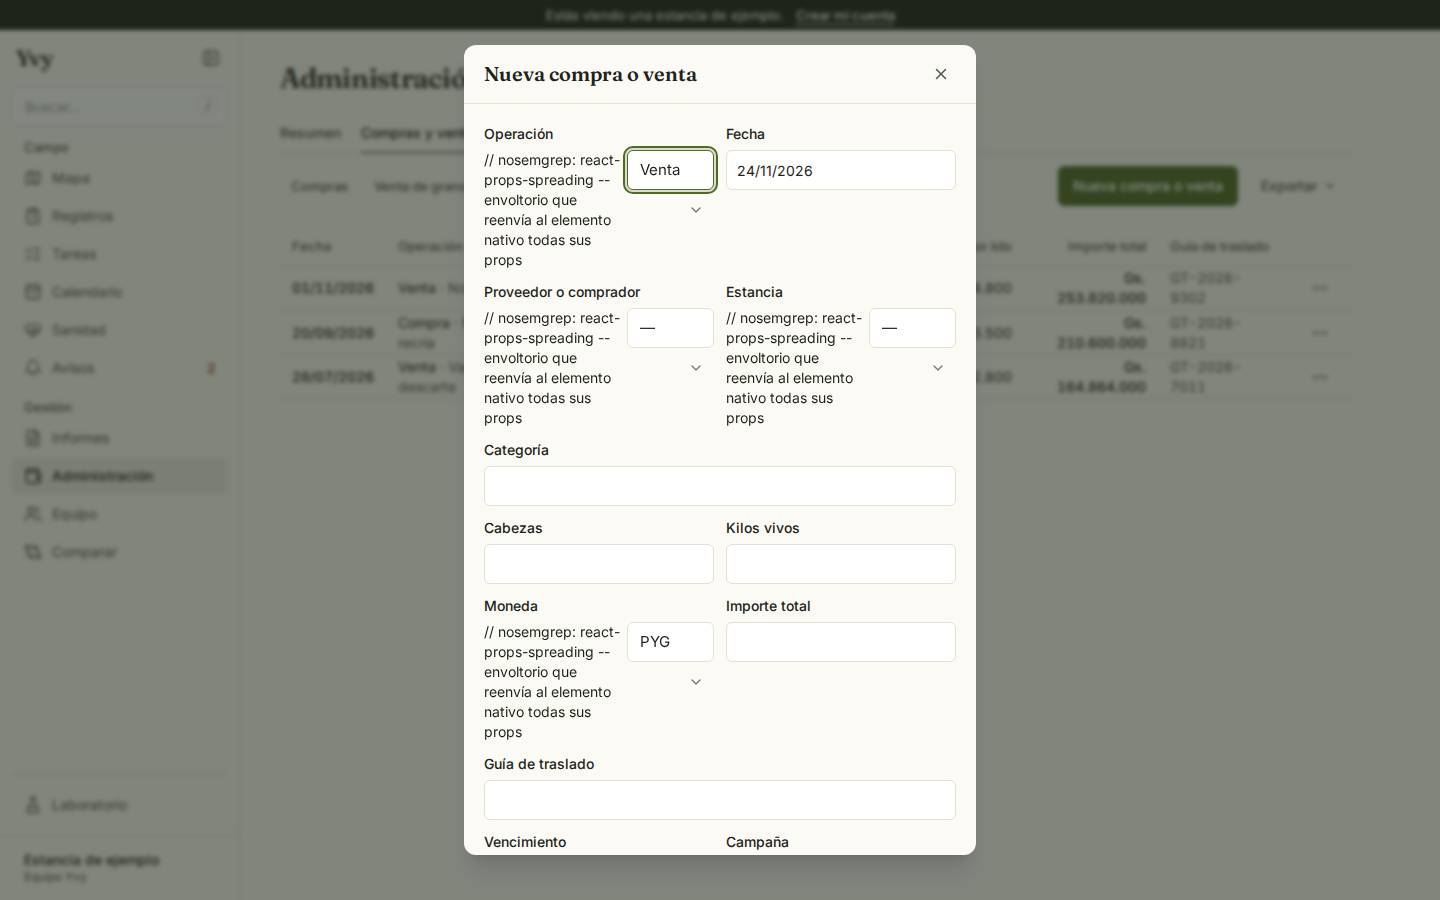 Estás viendo una estancia de ejemplo. Crear mi cuenta
Yvy
Buscar... /
Campo
Mapa
Registros
Tareas
Calendario
Sanidad
Avisos 2
Gestión
Informes
Administración
Equipo
Comparar
Laboratorio
Estancia de ejemplo
Equipo Yvy
Administració
Resumen Compras y vent
Compras Venta de gran
Nueva compra o venta Exportar
Fecha Operación kilo Importe total Guía de traslado
01/11/2026 Venta .800 Gs. 253.820.000 GT-2026-9302
20/09/2026 Compra recría .500 Gs. 210.600.000 GT-2026-8821
28/07/2026 Venta descarte .800 Gs. 164.864.000 GT-2026-7011
Nueva compra o venta
Operación
// nosemgrep: react-
props-spreading --
envoltorio que
reenvía al elemento
nativo todas sus
props
Venta
Fecha
24/11/2026
Proveedor o comprador
// nosemgrep: react-
props-spreading --
envoltorio que
reenvía al elemento
nativo todas sus
props
—
Estancia
// nosemgrep: react-
props-spreading --
envoltorio que
reenvía al elemento
nativo todas sus
props
—
Categoría
Cabezas
Kilos vivos
Moneda
// nosemgrep: react-
props-spreading --
envoltorio que
reenvía al elemento
nativo todas sus
props
PYG
Importe total
Guía de traslado
Vencimiento
Campaña